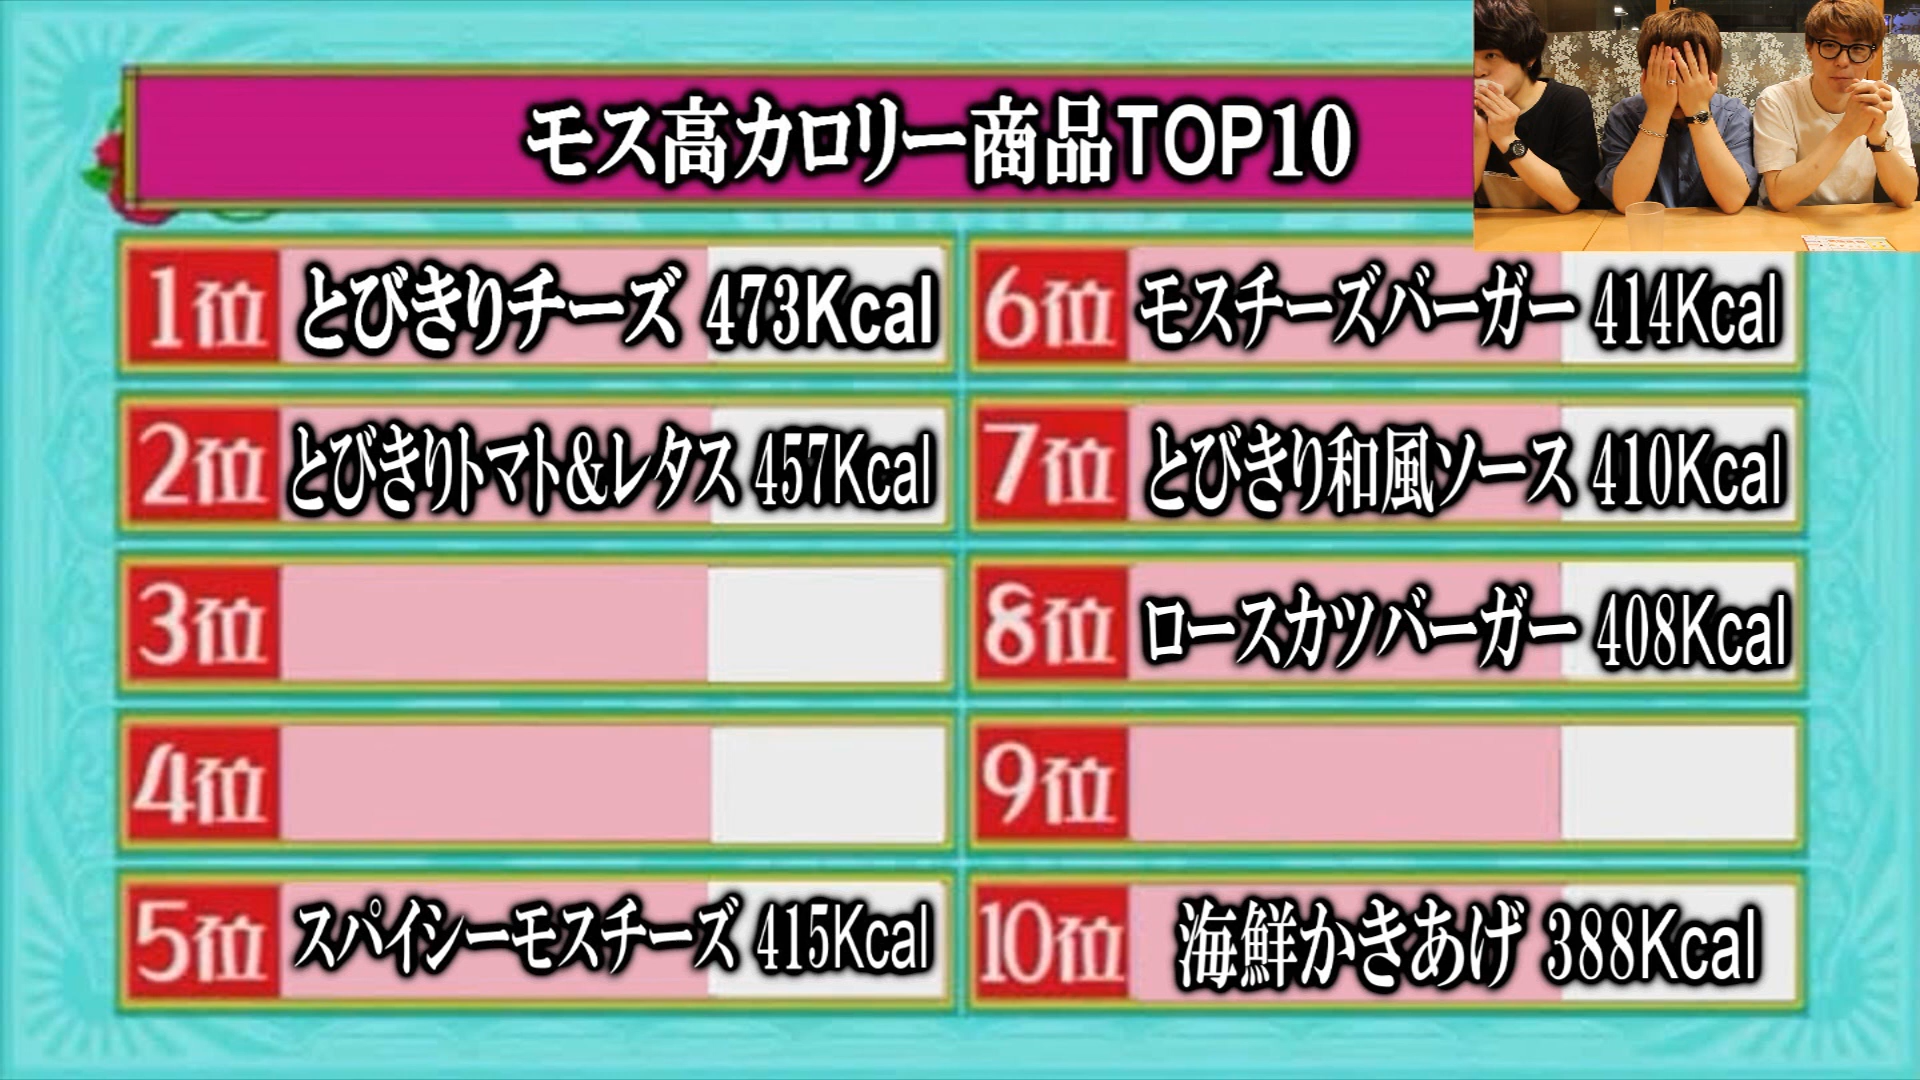 モス高カロリー商品TOP10
1位 とびきりチーズ 473Kcal
2位 とびきりトマト&レタス 457Kcal
3位
4位
5位 スパイシーモスチーズ 415Kcal
6位 モスチーズバーガー 414Kcal
7位 とびきり和風ソース 410Kcal
8位 ロースカツバーガー 408Kcal
9位
10位 海鮮かきあげ 388Kcal